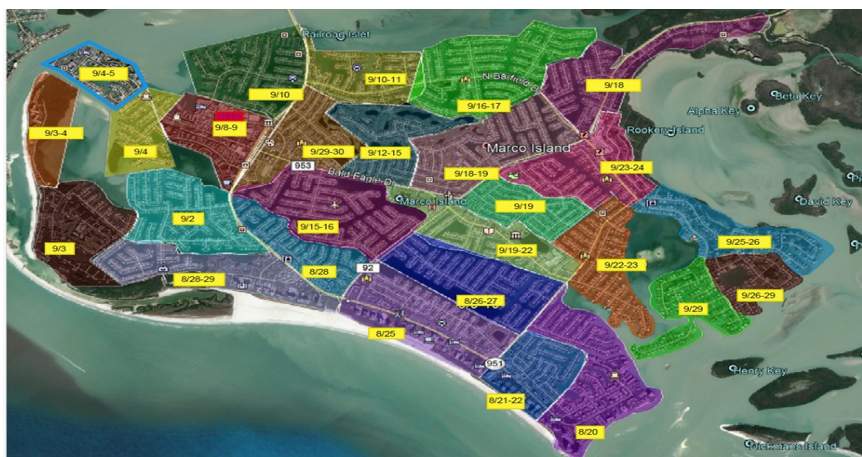 Railroad Islet
9/4-5
9/10
9/10-11
N Barfield D
9/16-17
9/18
Beta Key
Alpha Key
9/3-4
9/4
9/8-9
9/29-30
9/12-15
Marco Island
Rookery Island
953
Bald Eagle D
9/18-19
9/23-24
Marco Island
David Key
9/2
9/15-16
9/19
9/3
9/19-22
9/25-26
8/28-29
8/28
92
9/22-23
8/26-27
9/29
9/26-29
8/25
951
Henry Key
8/21-22
8/20
Dickmans Island